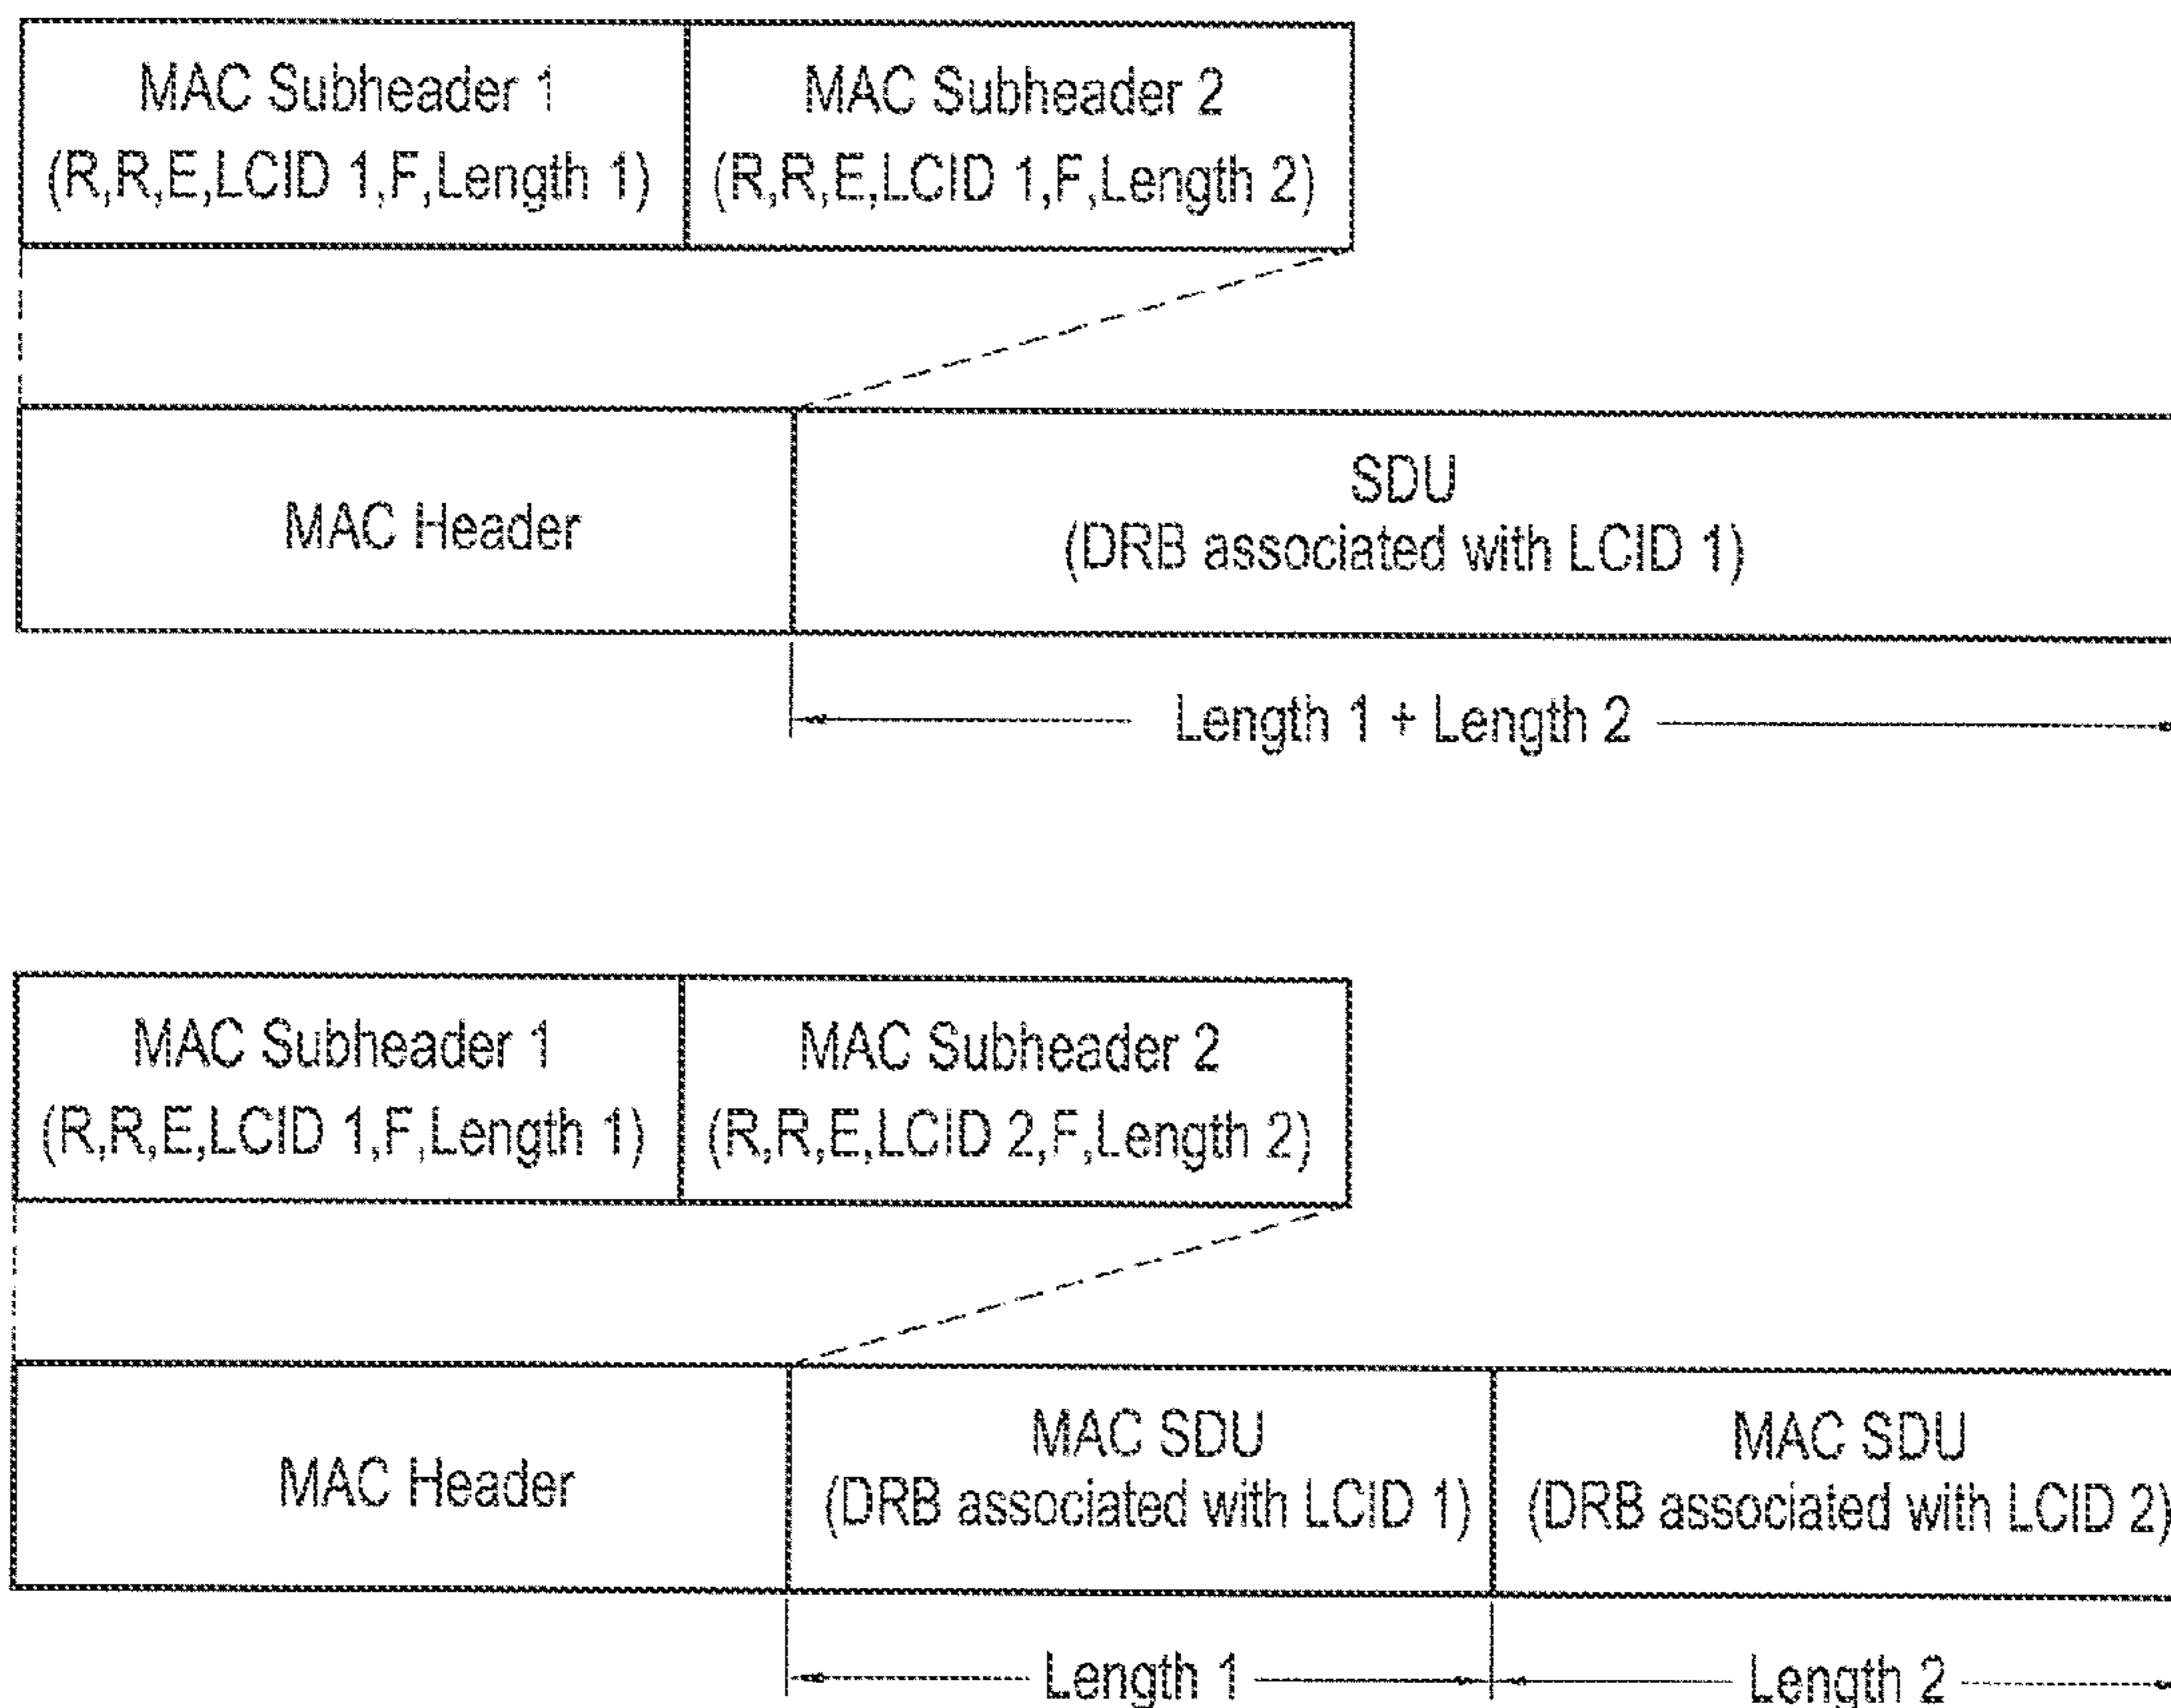 MAC Subheader 1
(R,R,E,LCID 1,F,Length 1)
MAC Subheader 2
(R,R,E,LCID 1,F,Length 2)
MAC Header
SDU
(DRB associated with LCID 1)
Length 1 + Length 2
MAC Subheader 1
(R,R,E,LCID 1,F,Length 1)
MAC Subheader 2
(R,R,E,LCID 2,F,Length 2)
MAC Header
MAC SDU
(DRB associated with LCID 1)
MAC SDU
(DRB associated with LCID 2)
Length 1
Length 2